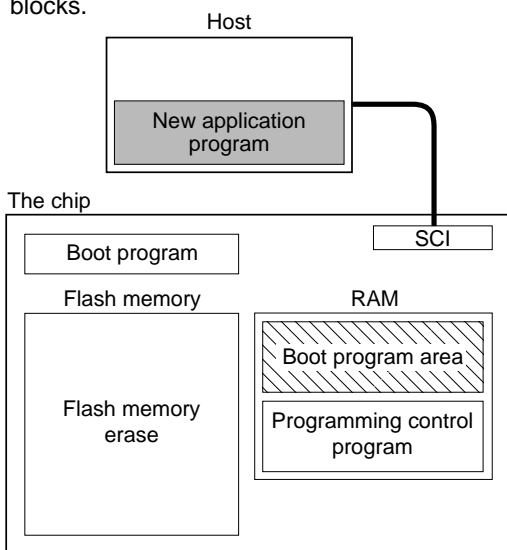 blocks.
Host
New application
program
The chip
SCI
Boot program
Flash memory
RAM
Boot program area
Flash memory
erase
Programming control
program